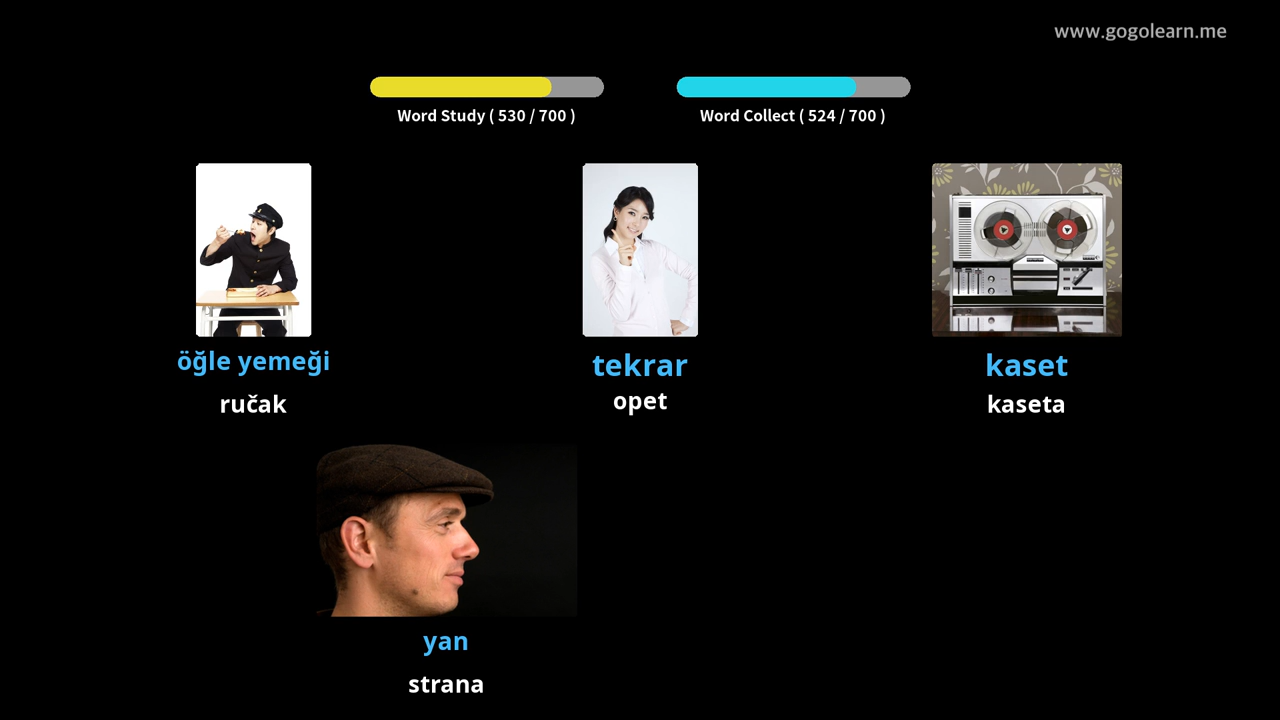 www.gogolearn.me
Word Study ( 530 / 700 )
Word Collect ( 524 / 700 )
öğle yemeği
ručak
tekrar
opet
kaset
kaseta
yan
strana